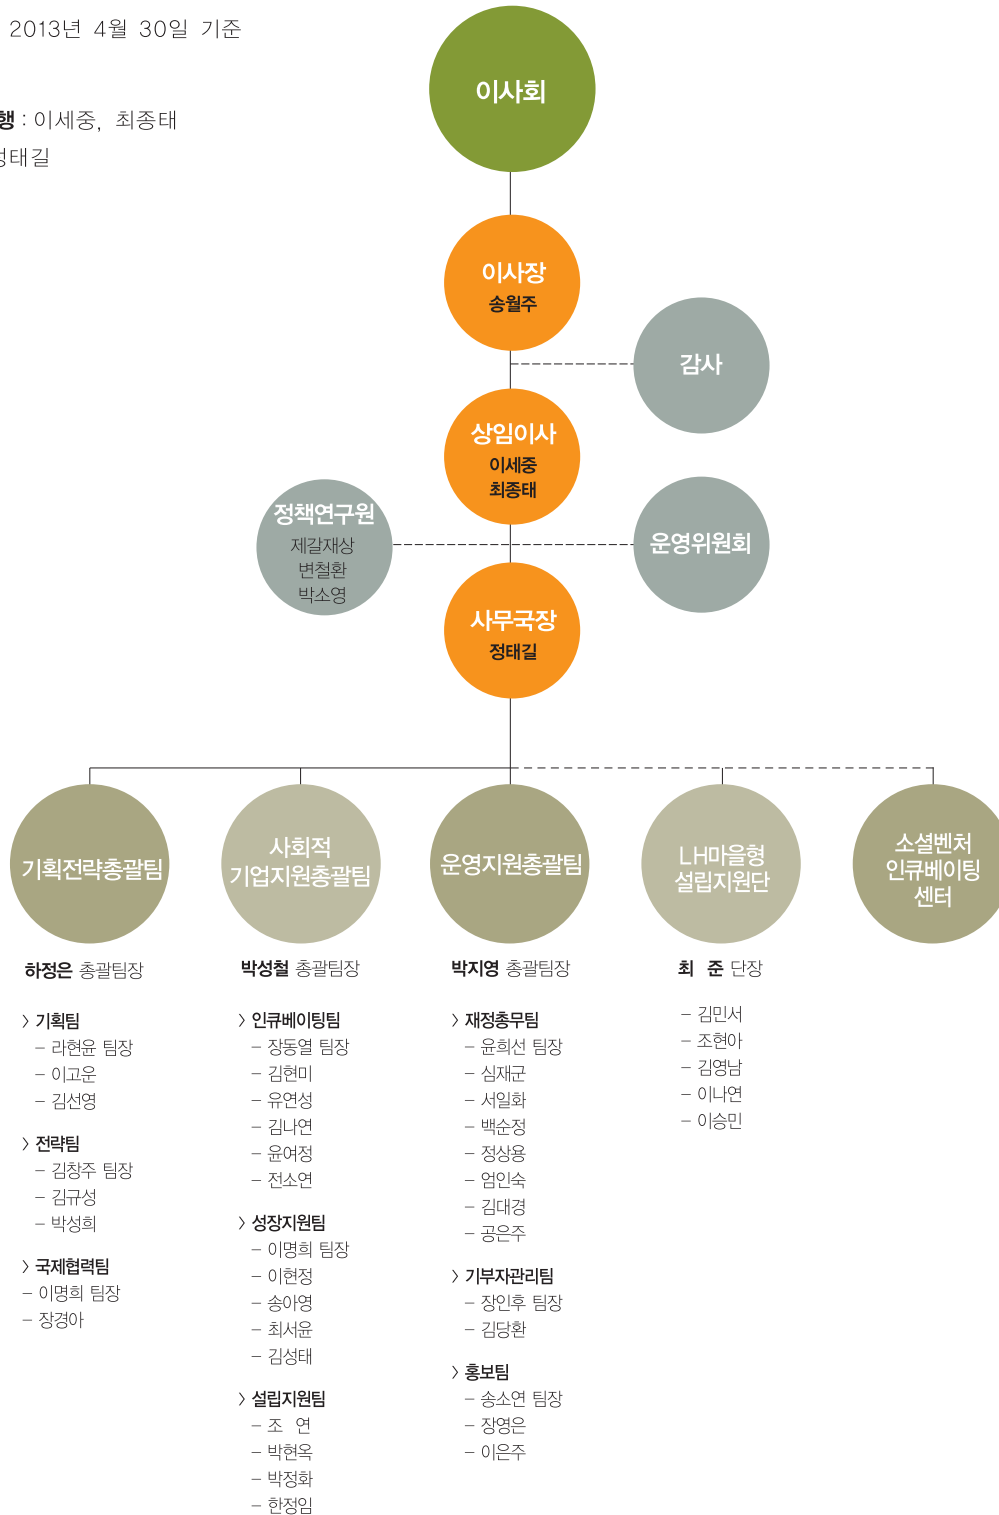 2013년 4월 30일 기준
행 : 이세중, 최종태
정태길
이사회
이사장
송월주
감사
상임이사
이세중
최종태
정책연구원
제갈재상
변철환
박소영
운영위원회
사무국장
정태길
기획전략총괄팀
사회적
기업지원총괄팀
운영지원총괄팀
LH마을형
설립지원단
소셜벤처
인큐베이팅
센터
하정은 총괄팀장
> 기획팀
– 라현윤 팀장
– 이고운
– 김선영
> 전략팀
– 김창주 팀장
– 김규성
– 박성희
> 국제협력팀
– 이명희 팀장
– 장경아
박성철 총괄팀장
> 인큐베이팅팀
– 장동열 팀장
– 김현미
– 유연성
– 김나연
– 윤여정
– 전소연
> 성장지원팀
– 이명희 팀장
– 이현정
– 송아영
– 최서윤
– 김성태
> 설립지원팀
– 조 연
– 박현옥
– 박정화
– 한정임
박지영 총괄팀장
> 재정총무팀
– 윤희선 팀장
– 심재군
– 서일화
– 백순정
– 정상용
– 엄인숙
– 김대경
– 공은주
> 기부자관리팀
– 장인후 팀장
– 김당환
> 홍보팀
– 송소연 팀장
– 장영은
– 이은주
최 준 단장
– 김민서
– 조현아
– 김영남
– 이나연
– 이승민